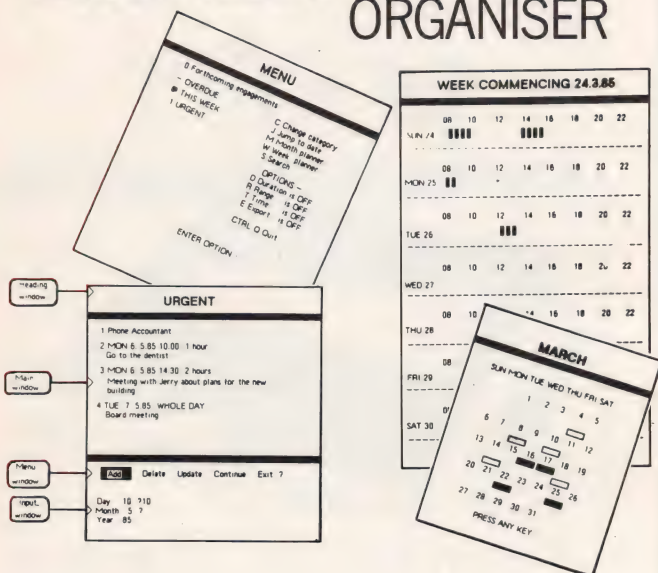 ORGANISER
MENU
0 Forthcoming engagements
- OVERDUE
THIS WEEK
1 URGENT
C Change category
J Jump to date
M Month planner
W Week planner
S Search
OPTIONS -
D Duration is OFF
R Range is OFF
T Time is OFF
E Export is OFF
CTRL Q Quit
ENTER OPTION
WEEK COMMENCING 24.3.85
08 10 12 14 16 18 20 22
SUN 24
08 10 12 14 16 18 20 22
MON 25
08 10 12 14 16 18 20 22
TUE 26
08 10 12 14 16 18 20 22
WED 27
08 10 14 16 18 20 22
THU 28
08
FRI 29
SAT 30
Heading
window
URGENT
1 Phone Accountant
2 MON 6. 5.85 10.00 1 hour
Go to the dentist
Main
window
3 MON 6. 5.85 14.30 2 hours
Meeting with Jerry about plans for the new
building
4 TUE 7 5.85 WHOLE DAY
Board meeting
Menu
window
Add Delete Update Continue Exit ?
Input
window
Day 10 ?10
Month 5 ?
Year 85
MARCH
SUN MON TUE WED THU FRI SAT
1 2 3 4 5
6 7 8 9 10 11 12
13 14 15 16 17 18 19
20 21 22 23 24 25 26
27 28 29 30 31
PRESS ANY KEY